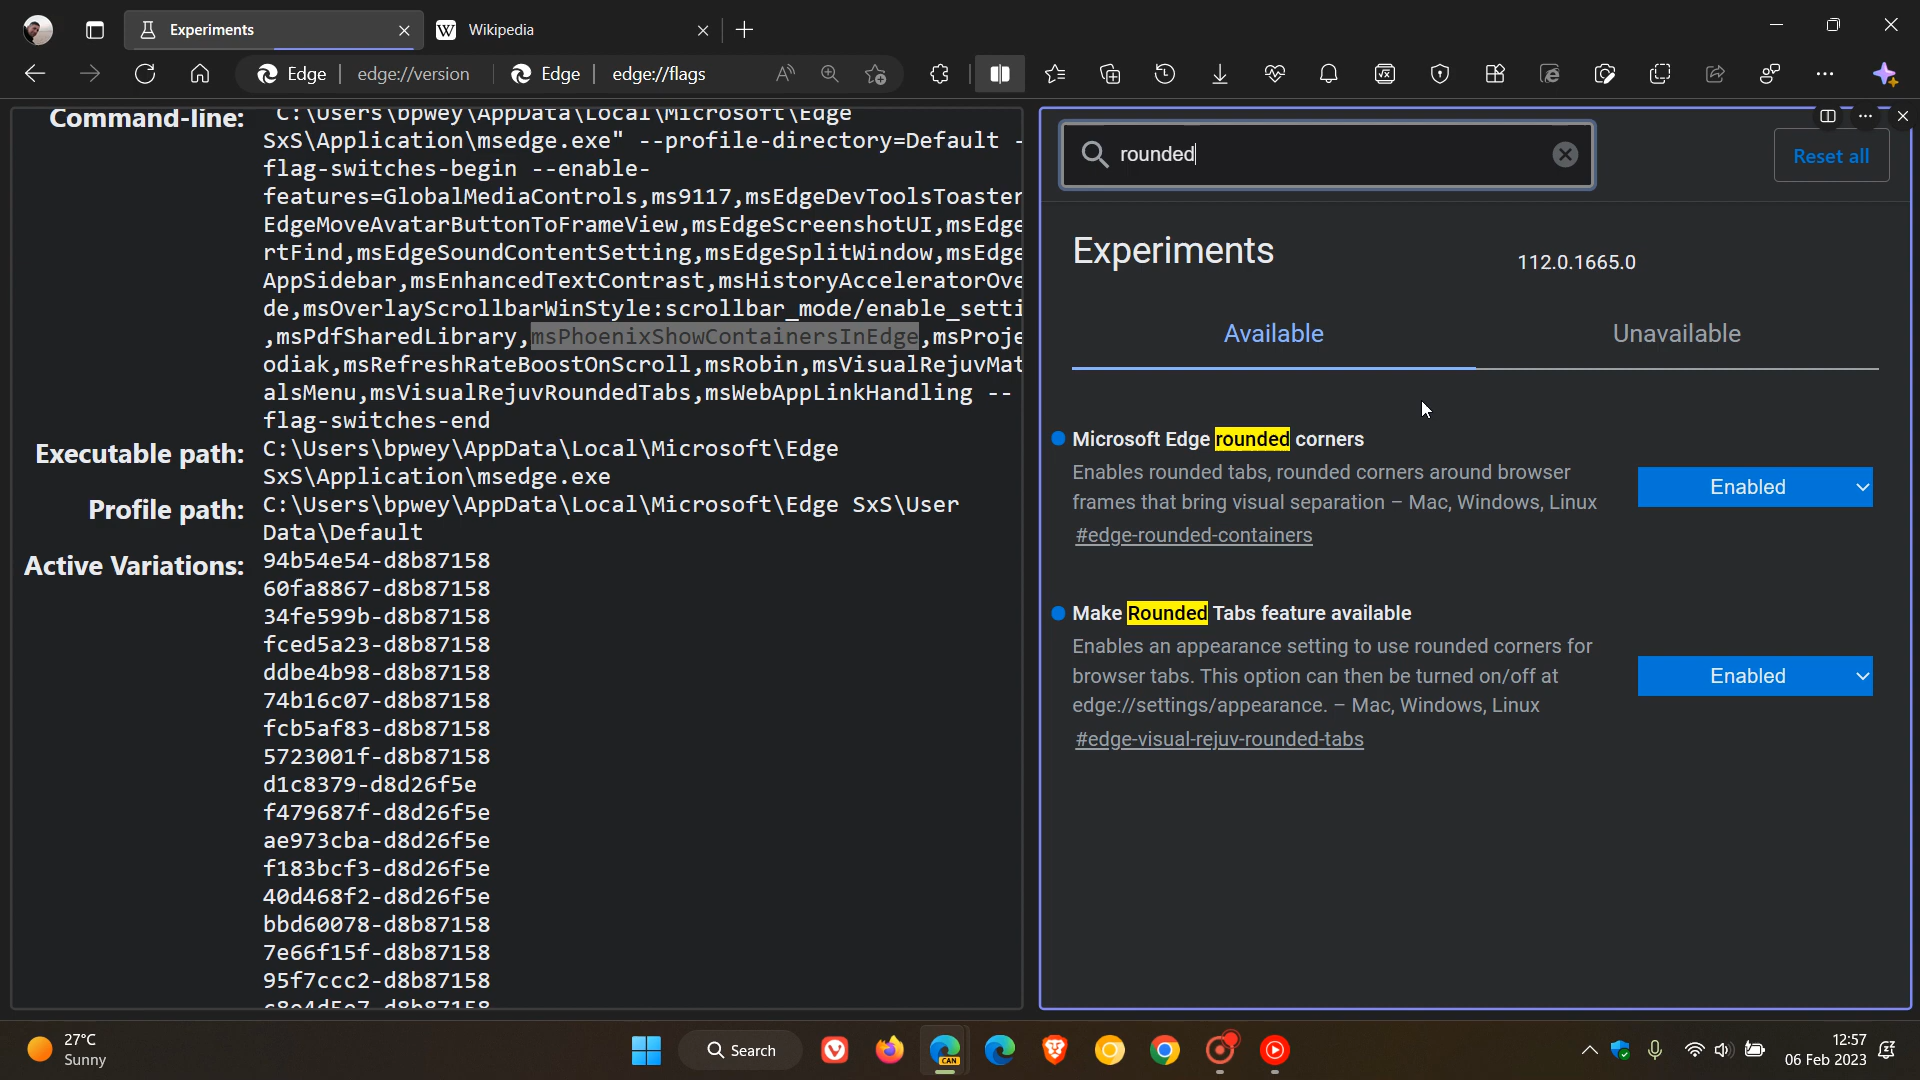 Experiments
Wikipedia
Edge
edge://version
Edge
edge://flags
Command-line:
"C:\Users\bpwey\AppData\Local\Microsoft\Edge
SxS\Application\msedge.exe" --profile-directory=Default -
flag-switches-begin --enable-
features=GlobalMediaControls,ms9117,msEdgeDevToolsToaster
EdgeMoveAvatarButtonToFrameView,msEdgeScreenshotUI,msEdge
rtFind,msEdgeSoundContentSetting,msEdgeSplitWindow,msEdge
AppSidebar,msEnhancedTextContrast,msHistoryAcceleratorOve
de,msOverlayScrollbarWinStyle:scrollbar_mode/enable_setti
,msPdfSharedLibrary,msPhoenixShowContainersInEdge,msProje
odiak,msRefreshRateBoostOnScroll,msRobin,msVisualRejuvMat
alsMenu,msVisualRejuvRoundedTabs,msWebAppLinkHandling --
flag-switches-end
Executable path:
C:\Users\bpwey\AppData\Local\Microsoft\Edge
SxS\Application\msedge.exe
Profile path:
C:\Users\bpwey\AppData\Local\Microsoft\Edge SxS\User
Data\Default
Active Variations:
94b54e54-d8b87158
60fa8867-d8b87158
34fe599b-d8b87158
fced5a23-d8b87158
ddbe4b98-d8b87158
74b16c07-d8b87158
fcb5af83-d8b87158
5723001f-d8b87158
d1c8379-d8d26f5e
f479687f-d8d26f5e
ae973cba-d8d26f5e
f183bcf3-d8d26f5e
40d468f2-d8d26f5e
bbd60078-d8b87158
7e66f15f-d8b87158
95f7ccc2-d8b87158
c8e4d5e7-d8b87158
rounded
Reset all
Experiments
112.0.1665.0
Available
Unavailable
Microsoft Edge rounded corners
Enables rounded tabs, rounded corners around browser
frames that bring visual separation – Mac, Windows, Linux
#edge-rounded-containers
Enabled
Make Rounded Tabs feature available
Enables an appearance setting to use rounded corners for
browser tabs. This option can then be turned on/off at
edge://settings/appearance. – Mac, Windows, Linux
#edge-visual-rejuv-rounded-tabs
Enabled
27°C
Sunny
Search
CAN
12:57
06 Feb 2023